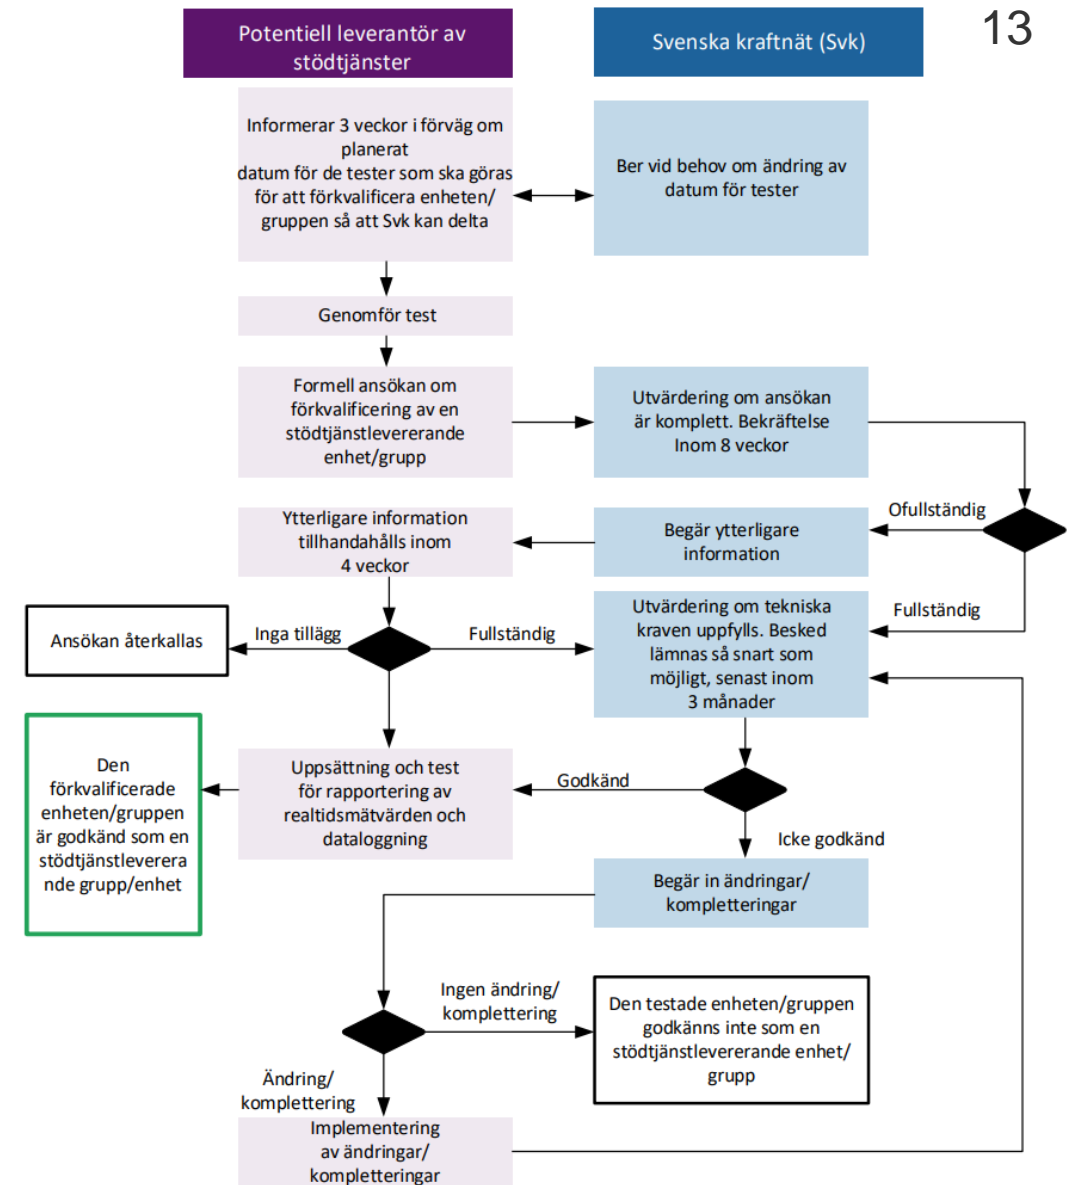 Potentiell leverantör av
stödtjänster
Svenska kraftnät (Svk)
13
Informerar 3 veckor i förväg om
planerat
datum för de tester som ska göras
för att förkvalificera enheten/
gruppen så att Svk kan delta
Ber vid behov om ändring av
datum för tester
Genomför test
Formell ansökan om
förkvalificering av en
stödtjänstlevererande
enhet/grupp
Utvärdering om ansökan
är komplett. Bekräftelse
Inom 8 veckor
Ofullständig
Ytterligare information
tillhandahålls inom
4 veckor
Begär ytterligare
information
Fullständig
Ansökan återkallas
Inga tillägg
Fullständig
Utvärdering om tekniska
kraven uppfylls. Besked
lämnas så snart som
möjligt, senast inom
3 månader
Den
förkvalificerade
enheten/gruppen
är godkänd som en
stödtjänstleverera
nde grupp/enhet
Uppsättning och test
för rapportering av
realtidsmätvärden och
dataloggning
Godkänd
Icke godkänd
Begär in ändringar/
kompletteringar
Ingen ändring/
komplettering
Den testade enheten/gruppen
godkänns inte som en
stödtjänstlevererande enhet/
grupp
Ändring/
komplettering
Implementering
av ändringar/
kompletteringar